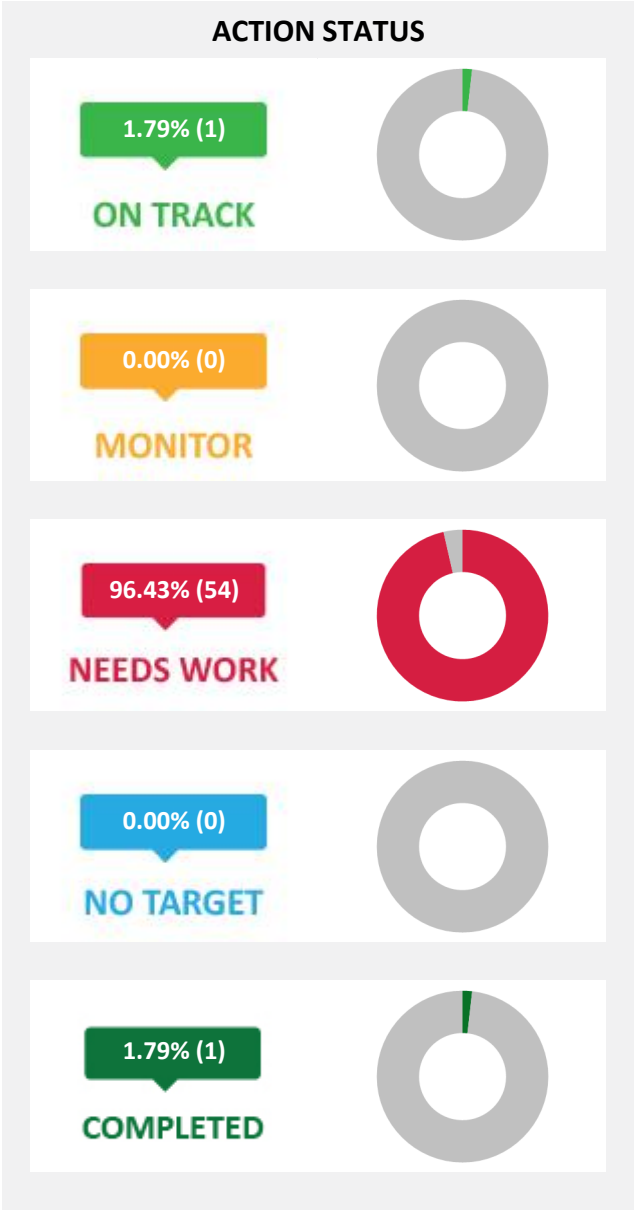 ACTION STATUS
1.79% (1)
ON TRACK
0.00% (0)
MONITOR
96.43% (54)
NEEDS WORK
0.00% (0)
NO TARGET
1.79% (1)
COMPLETED